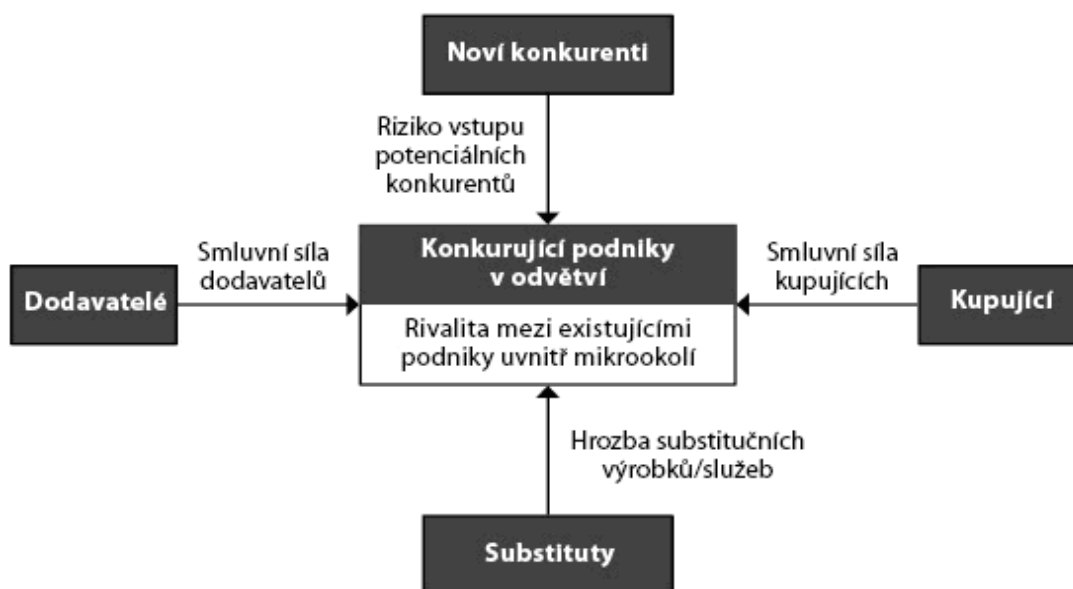 Noví konkurenti
Riziko vstupu
potenciálních
konkurentů
Smluvní síla
dodavatelů
Dodavatelé
Konkurující podniky
v odvětví
Rivalita mezi existujícími
podniky uvnitř mikrookolí
Smluvní síla
kupujících
Kupující
Hrozba substitučních
výrobků/služeb
Substituty